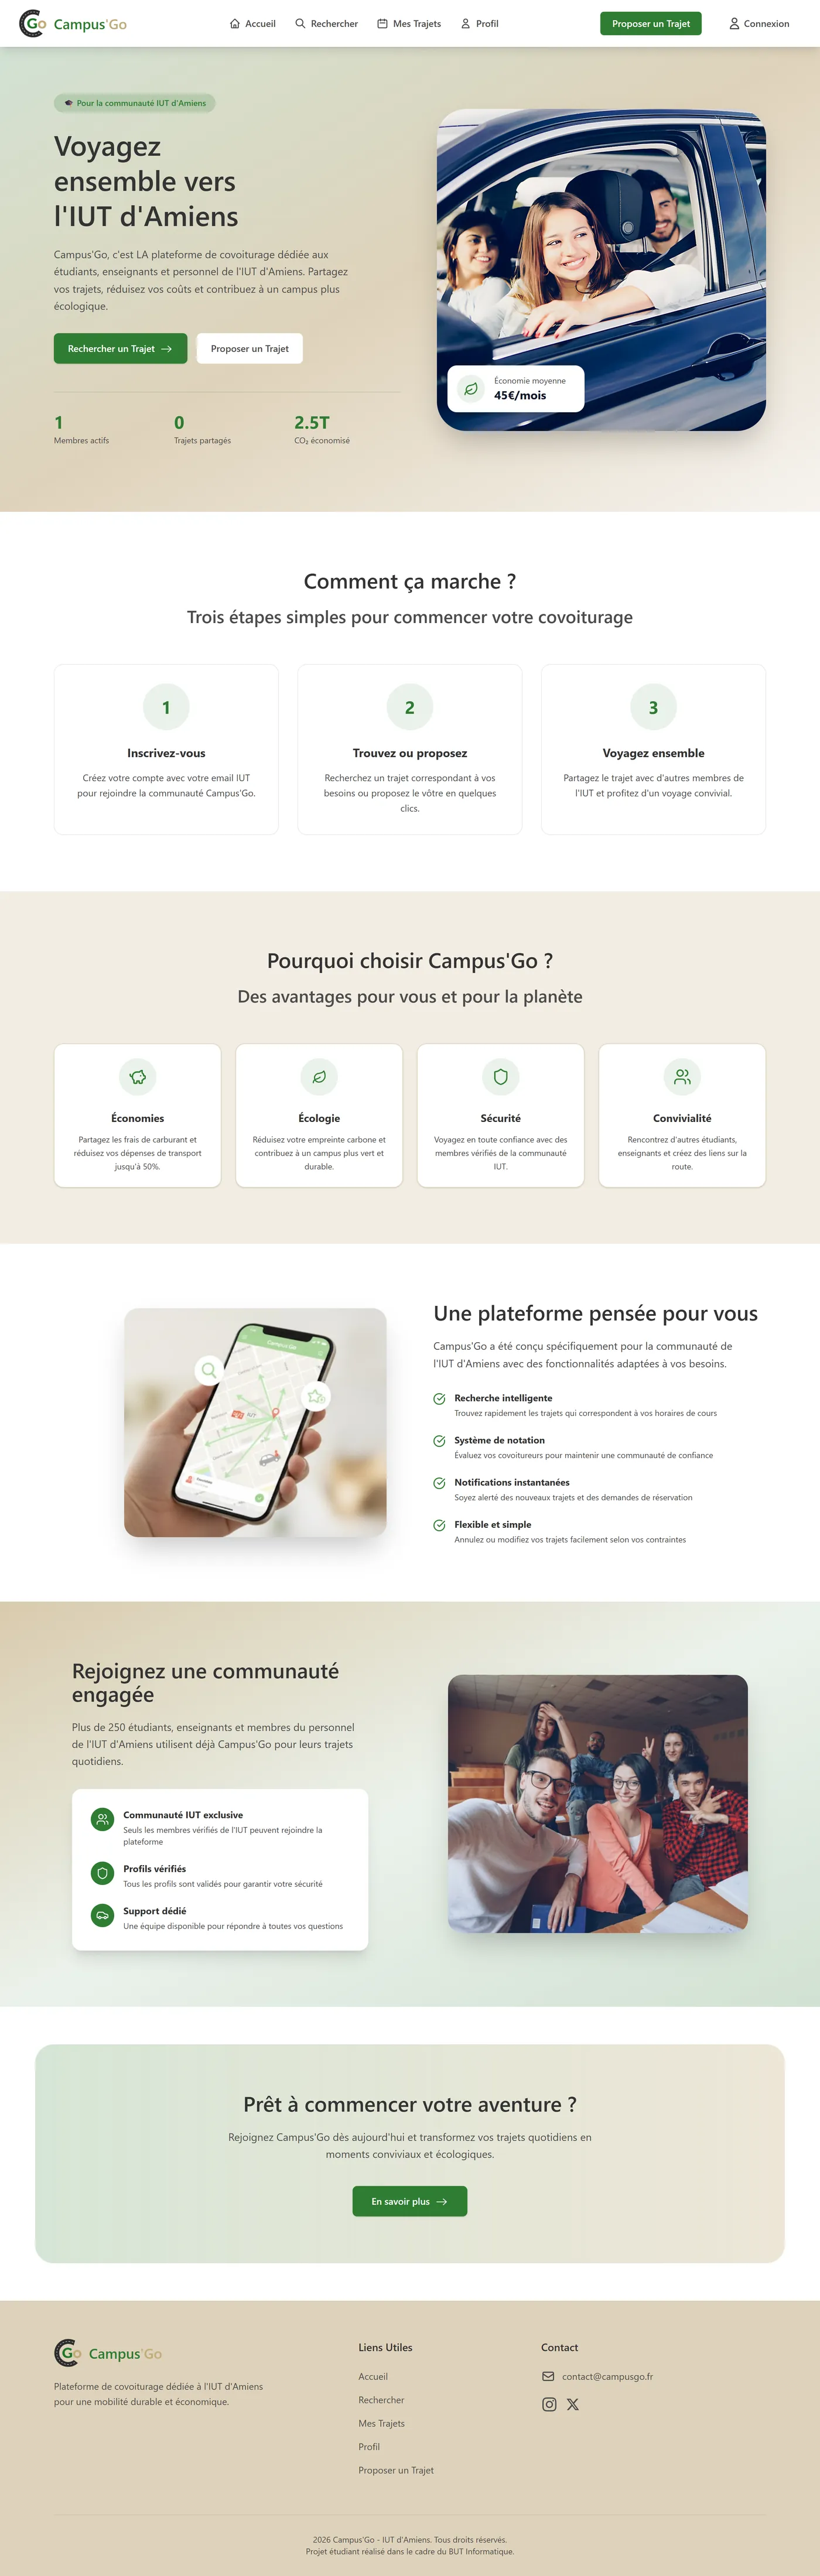 Go Campus'Go
Accueil
Rechercher
Mes Trajets
Profil
Proposer un Trajet
Connexion
Pour la communauté IUT d'Amiens
Voyagez
ensemble vers
l'IUT d'Amiens
Campus'Go, c'est LA plateforme de covoiturage dédiée aux
étudiants, enseignants et personnel de l'IUT d'Amiens. Partagez
vos trajets, réduisez vos coûts et contribuez à un campus plus
écologique.
Rechercher un Trajet
Proposer un Trajet
1
Membres actifs
0
Trajets partagés
2.5T
CO₂ économisé
Économie moyenne
45€/mois
Comment ça marche ?
Trois étapes simples pour commencer votre covoiturage
1
Inscrivez-vous
Créez votre compte avec votre email IUT
pour rejoindre la communauté Campus'Go.
2
Trouvez ou proposez
Recherchez un trajet correspondant à vos
besoins ou proposez le vôtre en quelques
clics.
3
Voyagez ensemble
Partagez le trajet avec d'autres membres de
l'IUT et profitez d'un voyage convivial.
Pourquoi choisir Campus'Go ?
Des avantages pour vous et pour la planète
Économies
Partagez les frais de carburant et
réduisez vos dépenses de transport
jusqu'à 50%.
Écologie
Réduisez votre empreinte carbone et
contribuez à un campus plus vert et
durable.
Sécurité
Voyagez en toute confiance avec des
membres vérifiés de la communauté
IUT.
Convivialité
Rencontrez d'autres étudiants,
enseignants et créez des liens sur la
route.
Une plateforme pensée pour vous
Campus'Go a été conçu spécifiquement pour la communauté de
l'IUT d'Amiens avec des fonctionnalités adaptées à vos besoins.
Recherche intelligente
Trouvez rapidement les trajets qui correspondent à vos horaires de cours
Système de notation
Évaluez vos covoitureurs pour maintenir une communauté de confiance
Notifications instantanées
Soyez alerté des nouveaux trajets et des demandes de réservation
Flexible et simple
Annulez ou modifiez vos trajets facilement selon vos contraintes
Rejoignez une communauté
engagée
Plus de 250 étudiants, enseignants et membres du personnel
de l'IUT d'Amiens utilisent déjà Campus'Go pour leurs trajets
quotidiens.
Communauté IUT exclusive
Seuls les membres vérifiés de l'IUT peuvent rejoindre la
plateforme
Profils vérifiés
Tous les profils sont validés pour garantir votre sécurité
Support dédié
Une équipe disponible pour répondre à toutes vos questions
Prêt à commencer votre aventure ?
Rejoignez Campus'Go dès aujourd'hui et transformez vos trajets quotidiens en
moments conviviaux et écologiques.
En savoir plus
Go Campus'Go
Plateforme de covoiturage dédiée à l'IUT d'Amiens
pour une mobilité durable et économique.
Liens Utiles
Accueil
Rechercher
Mes Trajets
Profil
Proposer un Trajet
Contact
contact@campusgo.fr
2026 Campus'Go - IUT d'Amiens. Tous droits réservés.
Projet étudiant réalisé dans le cadre du BUT Informatique.